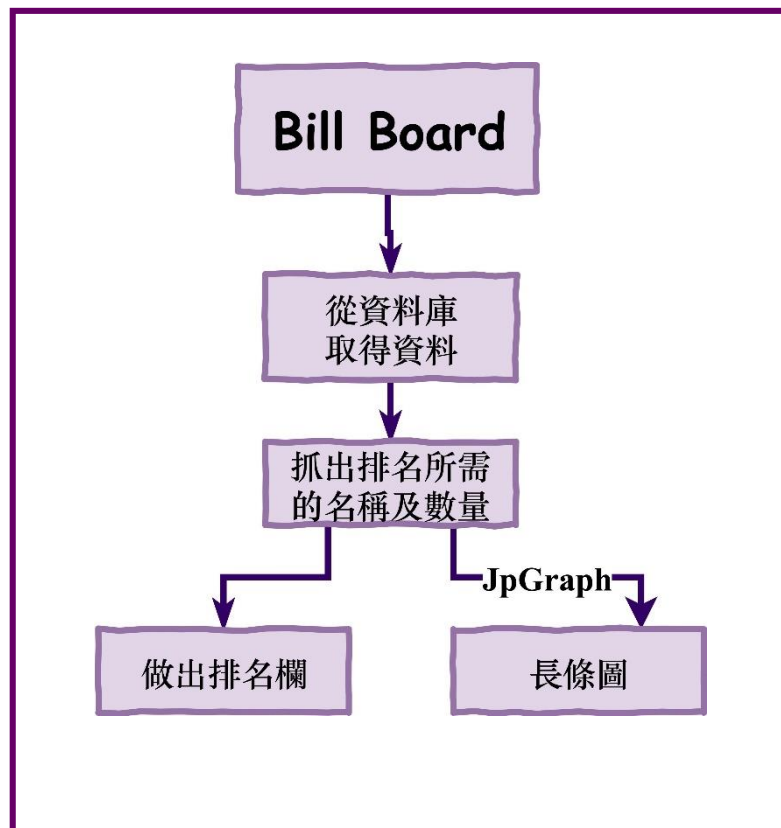 Bill Board
從資料庫
取得資料
抓出排名所需
的名稱及數量
JpGraph
做出排名欄
長條圖